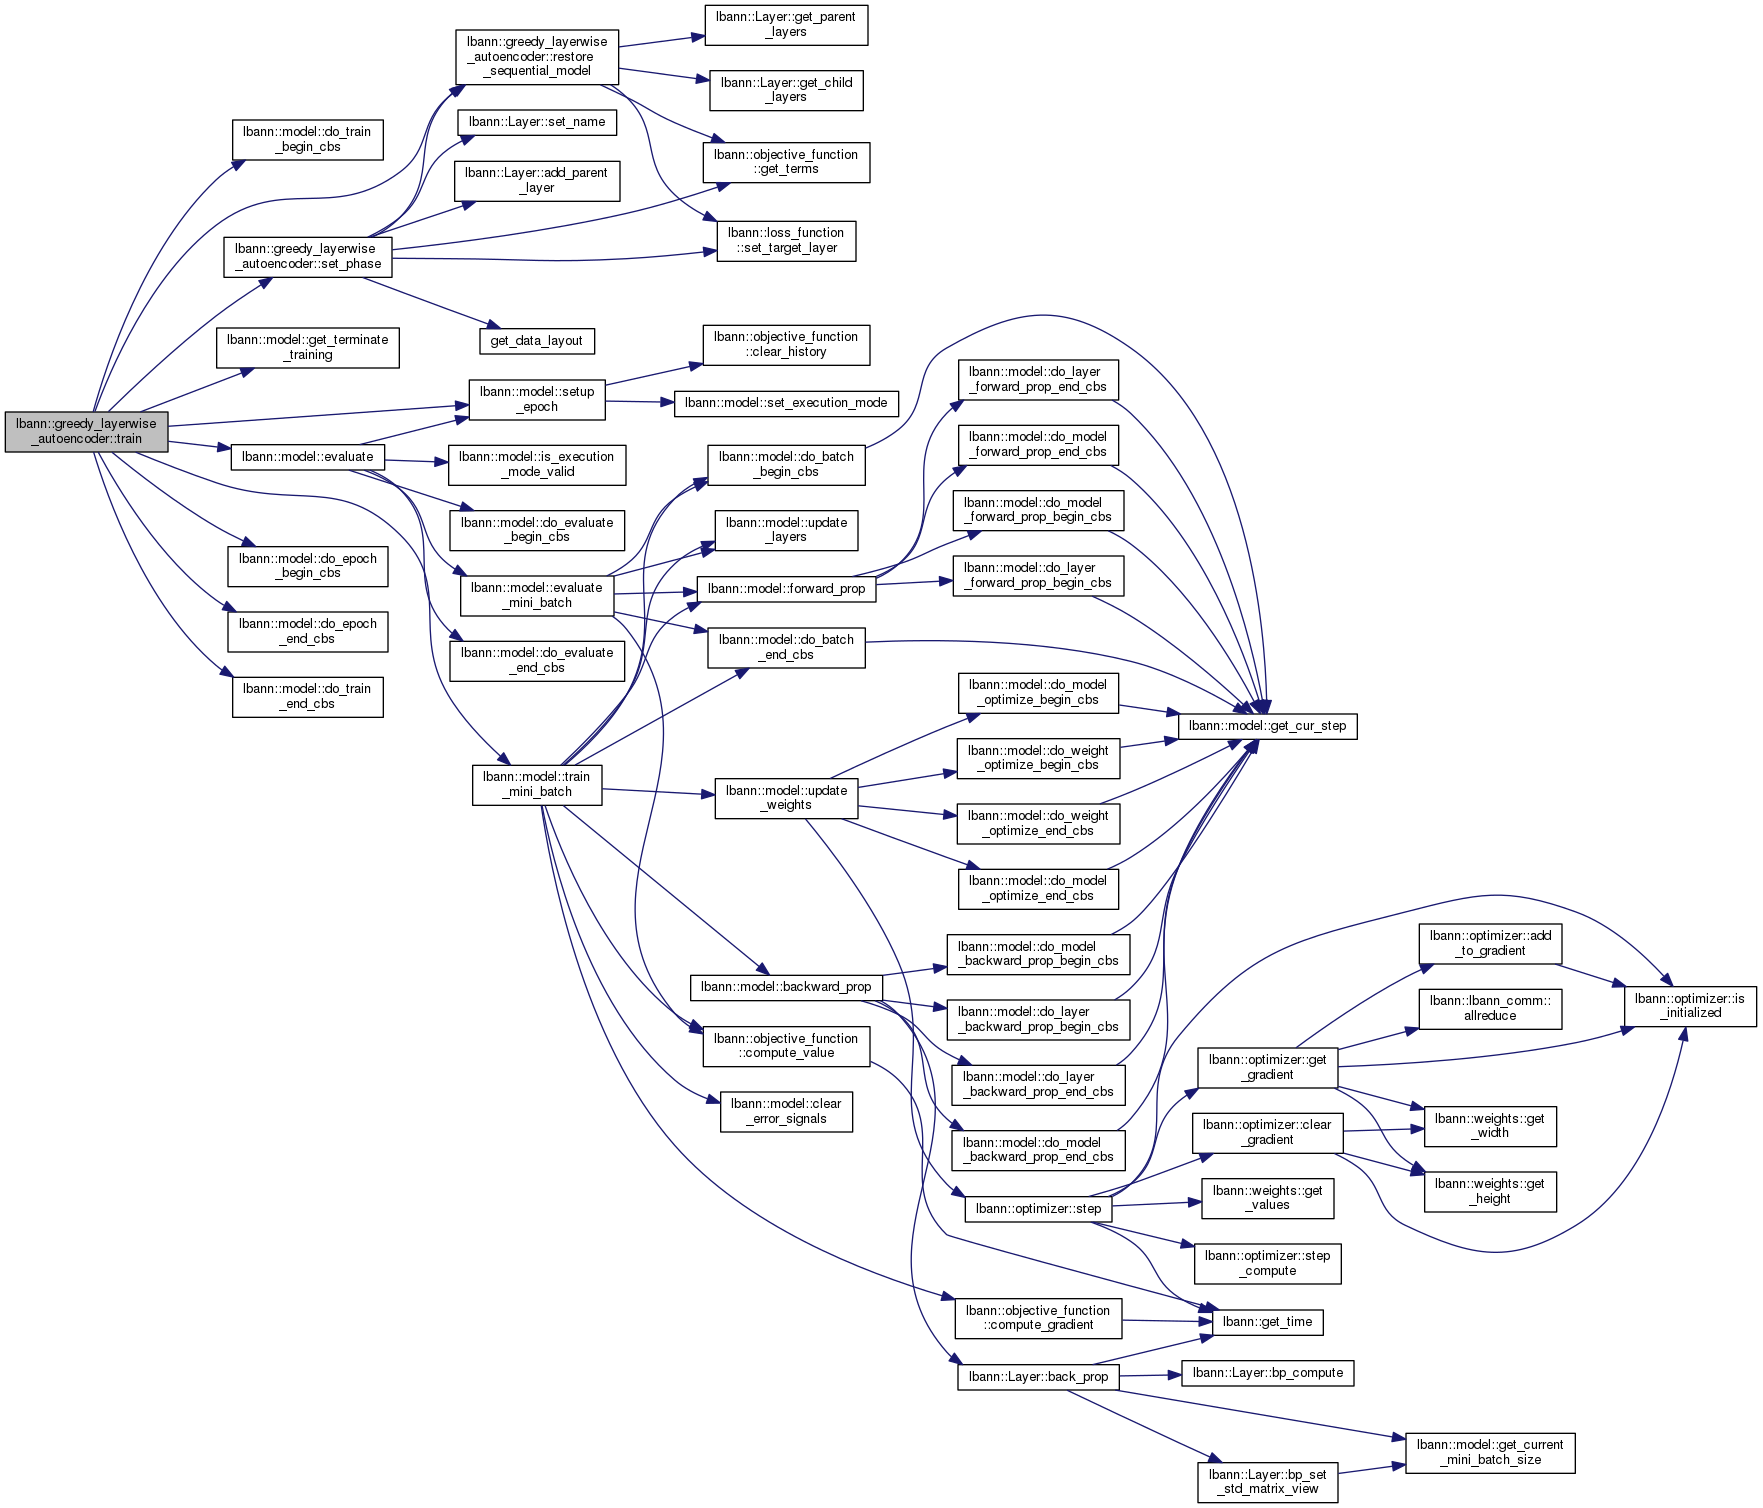 lbann::greedy_layerwise
_autoencoder::train
lbann::model::do_train
_begin_cbs
lbann::greedy_layerwise
_autoencoder::set_phase
lbann::model::get_terminate
_training
lbann::model::evaluate
lbann::model::do_epoch
_begin_cbs
lbann::model::do_epoch
_end_cbs
lbann::model::do_train
_end_cbs
lbann::greedy_layerwise
_autoencoder::restore
_sequential_model
lbann::Layer::set_name
lbann::Layer::add_parent
_layer
get_data_layout
lbann::model::setup
_epoch
lbann::model::is_execution
_mode_valid
lbann::model::do_evaluate
_begin_cbs
lbann::model::evaluate
_mini_batch
lbann::model::do_evaluate
_end_cbs
lbann::model::train
_mini_batch
lbann::Layer::get_parent
_layers
lbann::Layer::get_child
_layers
lbann::objective_function
::get_terms
lbann::loss_function
::set_target_layer
lbann::objective_function
::clear_history
lbann::model::set_execution_mode
lbann::model::do_batch
_begin_cbs
lbann::model::update
_layers
lbann::model::forward_prop
lbann::model::do_batch
_end_cbs
lbann::model::update
_weights
lbann::model::backward_prop
lbann::objective_function
::compute_value
lbann::model::clear
_error_signals
lbann::model::do_layer
_forward_prop_end_cbs
lbann::model::do_model
_forward_prop_end_cbs
lbann::model::do_model
_forward_prop_begin_cbs
lbann::model::do_layer
_forward_prop_begin_cbs
lbann::model::do_model
_optimize_begin_cbs
lbann::model::do_weight
_optimize_begin_cbs
lbann::model::do_weight
_optimize_end_cbs
lbann::model::do_model
_optimize_end_cbs
lbann::model::do_model
_backward_prop_begin_cbs
lbann::model::do_layer
_backward_prop_begin_cbs
lbann::model::do_layer
_backward_prop_end_cbs
lbann::model::do_model
_backward_prop_end_cbs
lbann::optimizer::step
lbann::objective_function
::compute_gradient
lbann::Layer::back_prop
lbann::model::get_cur_step
lbann::optimizer::get
_gradient
lbann::optimizer::clear
_gradient
lbann::weights::get
_values
lbann::optimizer::step
_compute
lbann::get_time
lbann::Layer::bp_compute
lbann::Layer::bp_set
_std_matrix_view
lbann::optimizer::add
_to_gradient
lbann::lbann_comm::
allreduce
lbann::weights::get
_width
lbann::weights::get
_height
lbann::model::get_current
_mini_batch_size
lbann::optimizer::is
_initialized